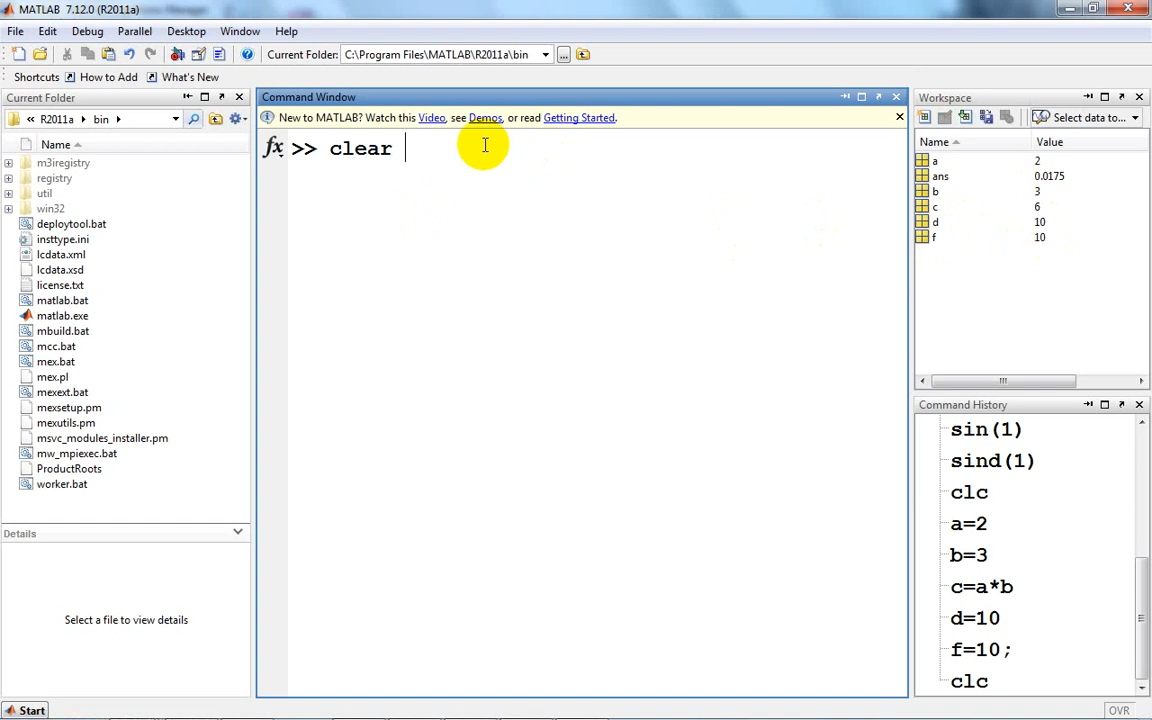 MATLAB 7.12.0 (R2011a)
File Edit Debug Parallel Desktop Window Help
Current Folder: C:\Program Files\MATLAB\R2011a\bin
Shortcuts How to Add What's New
Current Folder
« R2011a ▸ bin ▸
Name
m3iregistry
registry
util
win32
deploytool.bat
insttype.ini
lcdata.xml
lcdata.xsd
license.txt
matlab.bat
matlab.exe
mbuild.bat
mcc.bat
mex.bat
mex.pl
mexext.bat
mexsetup.pm
mexutils.pm
msvc_modules_installer.pm
mw_mpiexec.bat
ProductRoots
worker.bat
Details
Select a file to view details
Command Window
New to MATLAB? Watch this Video, see Demos, or read Getting Started.
fx >> clear
Workspace
Select data to...
Name Value
a 2
ans 0.0175
b 3
c 6
d 10
f 10
Command History
sin(1)
sind(1)
clc
a=2
b=3
c=a*b
d=10
f=10;
clc
Start
OVR